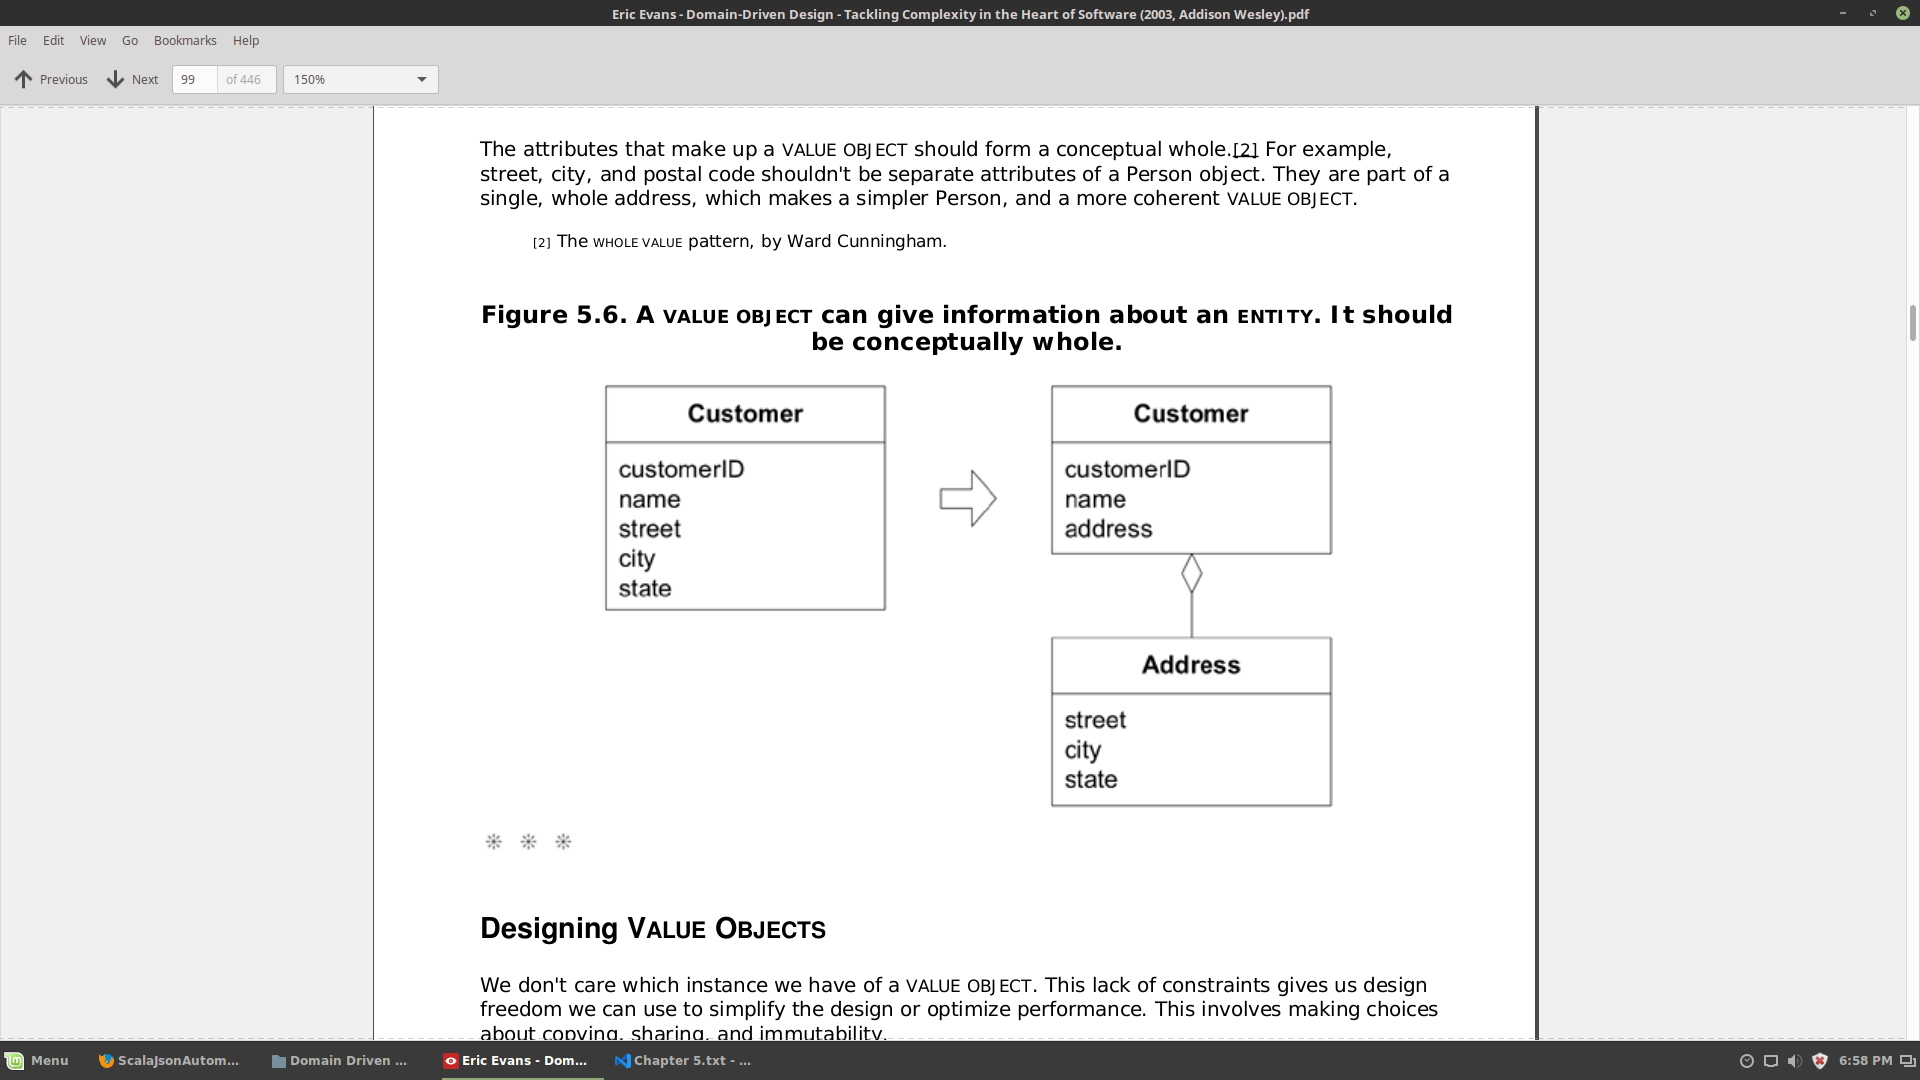 Eric Evans - Domain-Driven Design - Tackling Complexity in the Heart of Software (2003, Addison Wesley).pdf
File Edit View Go Bookmarks Help
Previous Next 99 of 446 150%
The attributes that make up a VALUE OBJECT should form a conceptual whole.[2] For example,
street, city, and postal code shouldn't be separate attributes of a Person object. They are part of a
single, whole address, which makes a simpler Person, and a more coherent VALUE OBJECT.
[2] The WHOLE VALUE pattern, by Ward Cunningham.
Figure 5.6. A VALUE OBJECT can give information about an ENTITY. It should
be conceptually whole.
Customer
customerID
name
street
city
state
Customer
customerID
name
address
Address
street
city
state
Designing VALUE OBJECTS
We don't care which instance we have of a VALUE OBJECT. This lack of constraints gives us design
freedom we can use to simplify the design or optimize performance. This involves making choices
about copying, sharing, and immutability.
Menu ScalaJsonAutom... Domain Driven ... Eric Evans - Dom... Chapter 5.txt - ... 6:58 PM